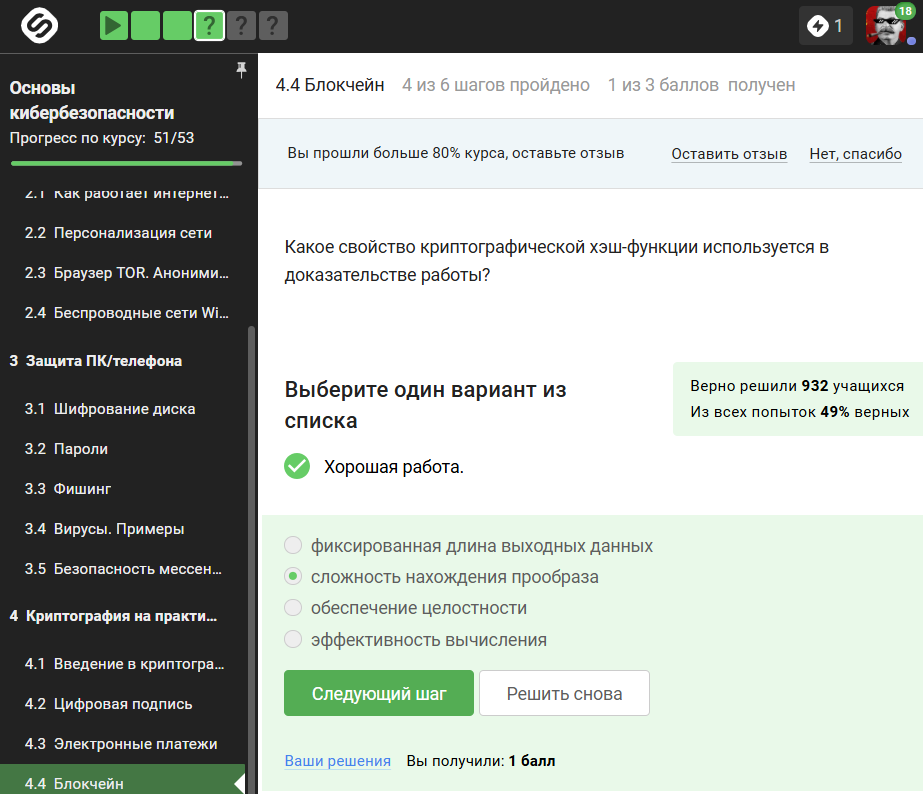 ? ? ?
1
18
Основы
кибербезопасности
Прогресс по курсу: 51/53
2.1 Как работает интернет…
2.2 Персонализация сети
2.3 Браузер TOR. Аноними…
2.4 Беспроводные сети Wi…
3 Защита ПК/телефона
3.1 Шифрование диска
3.2 Пароли
3.3 Фишинг
3.4 Вирусы. Примеры
3.5 Безопасность мессен…
4 Криптография на практи…
4.1 Введение в криптогра…
4.2 Цифровая подпись
4.3 Электронные платежи
4.4 Блокчейн
4.4 Блокчейн 4 из 6 шагов пройдено 1 из 3 баллов получен
Вы прошли больше 80% курса, оставьте отзыв Оставить отзыв Нет, спасибо
Какое свойство криптографической хэш-функции используется в
доказательстве работы?
Выберите один вариант из
списка
Верно решили 932 учащихся
Из всех попыток 49% верных
Хорошая работа.
фиксированная длина выходных данных
сложность нахождения прообраза
обеспечение целостности
эффективность вычисления
Следующий шаг Решить снова
Ваши решения Вы получили: 1 балл